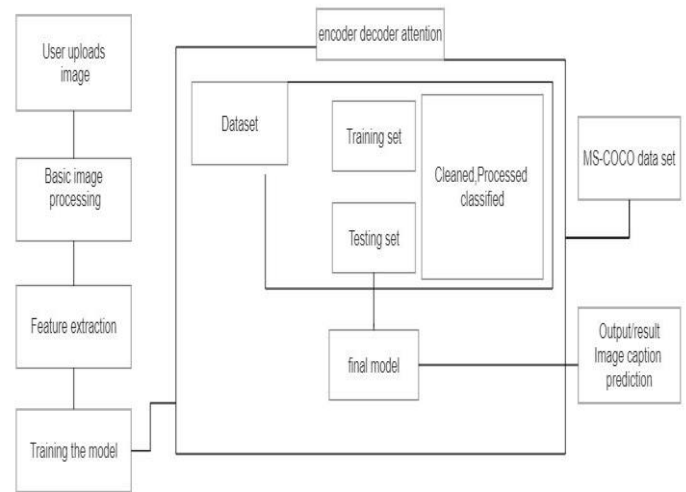 User uploads
image
Basic image
processing
Feature extraction
Training the model
encoder decoder attention
Dataset
Training set
Testing set
Cleaned,Processed
classified
final model
MS-COCO data set
Output/result
Image caption
prediction